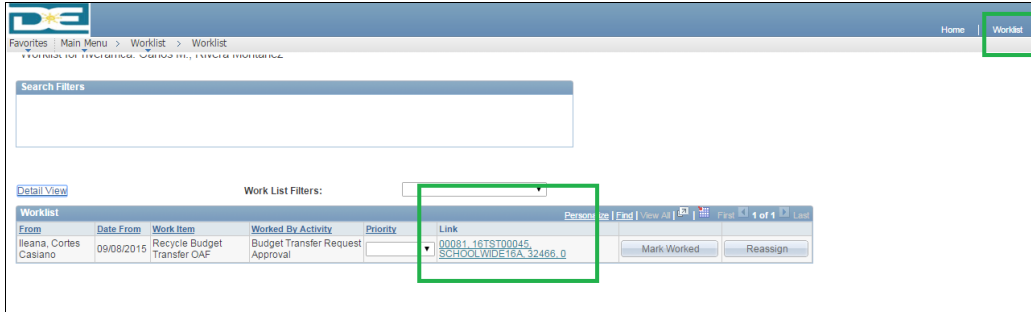 DE
Home | Worklist
Favorites | Main Menu > Worklist > Worklist
Search Filters
Detail View Work List Filters:
Worklist Personalize | Find | View All | | First 1 of 1 Last
From Date From Work Item Worked By Activity Priority Link
Ileana, Cortes Casiano 09/08/2015 Recycle Budget Transfer OAF Budget Transfer Request Approval 00081, 16TST00045, SCHOOLWIDE16A, 32466, 0 Mark Worked Reassign